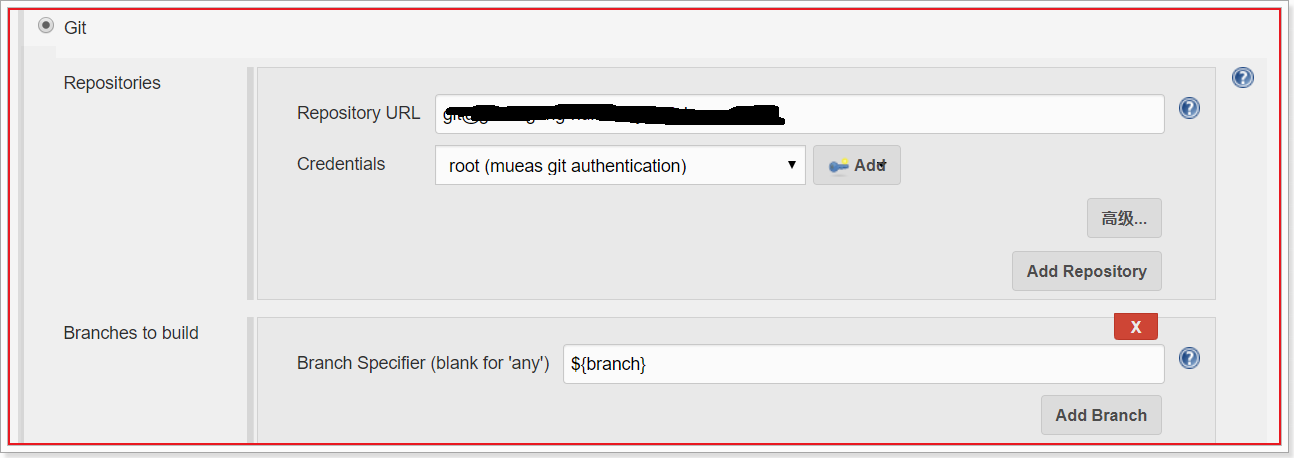 Git
Repositories
Repository URL
Credentials
root (mueas git authentication)
Add
高级...
Add Repository
Branches to build
X
Branch Specifier (blank for 'any')
${branch}
Add Branch